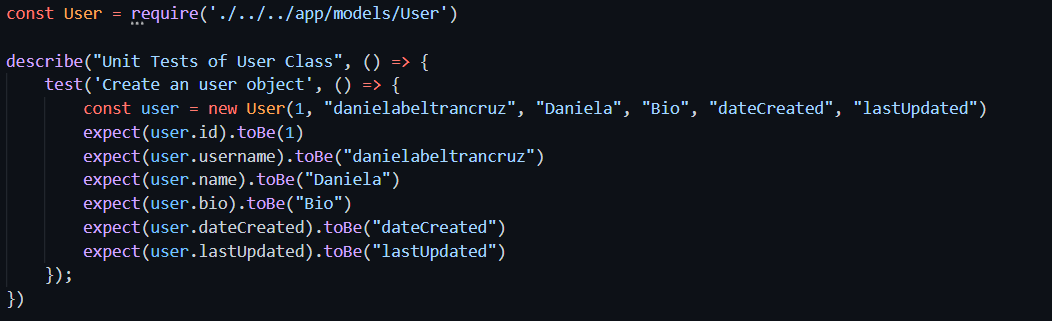 const User = require('./../../app/models/User')
describe("Unit Tests of User Class", () => {
test('Create an user object', () => {
const user = new User(1, "danielabeltrancruz", "Daniela", "Bio", "dateCreated", "lastUpdated")
expect(user.id).toBe(1)
expect(user.username).toBe("danielabeltrancruz")
expect(user.name).toBe("Daniela")
expect(user.bio).toBe("Bio")
expect(user.dateCreated).toBe("dateCreated")
expect(user.lastUpdated).toBe("lastUpdated")
});
})